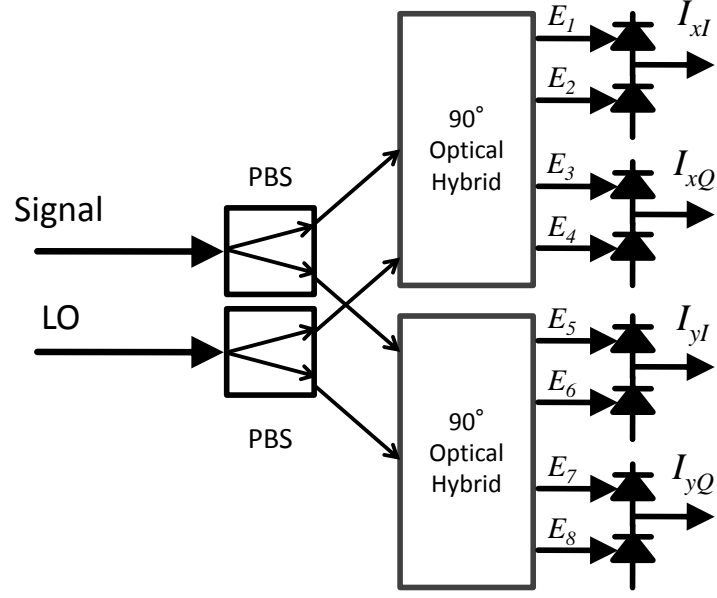 E1
IxI
E2
90°
Optical
Hybrid
PBS
E3
IxQ
Signal
E4
LO
E5
IyI
E6
90°
Optical
Hybrid
PBS
E7
IyQ
E8